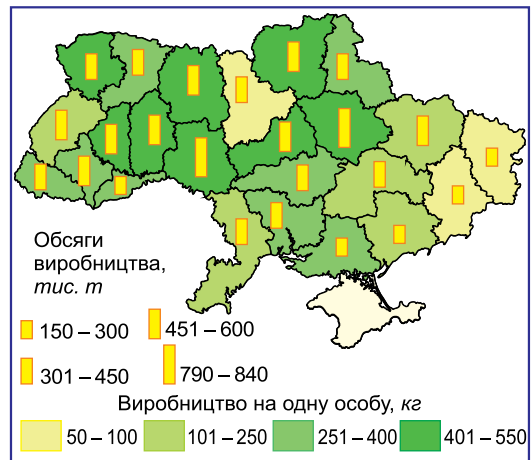 Обсяги
виробництва,
тис. т
150 – 300
451 – 600
301 – 450
790 – 840
Виробництво на одну особу, кг
50 – 100
101 – 250
251 – 400
401 – 550